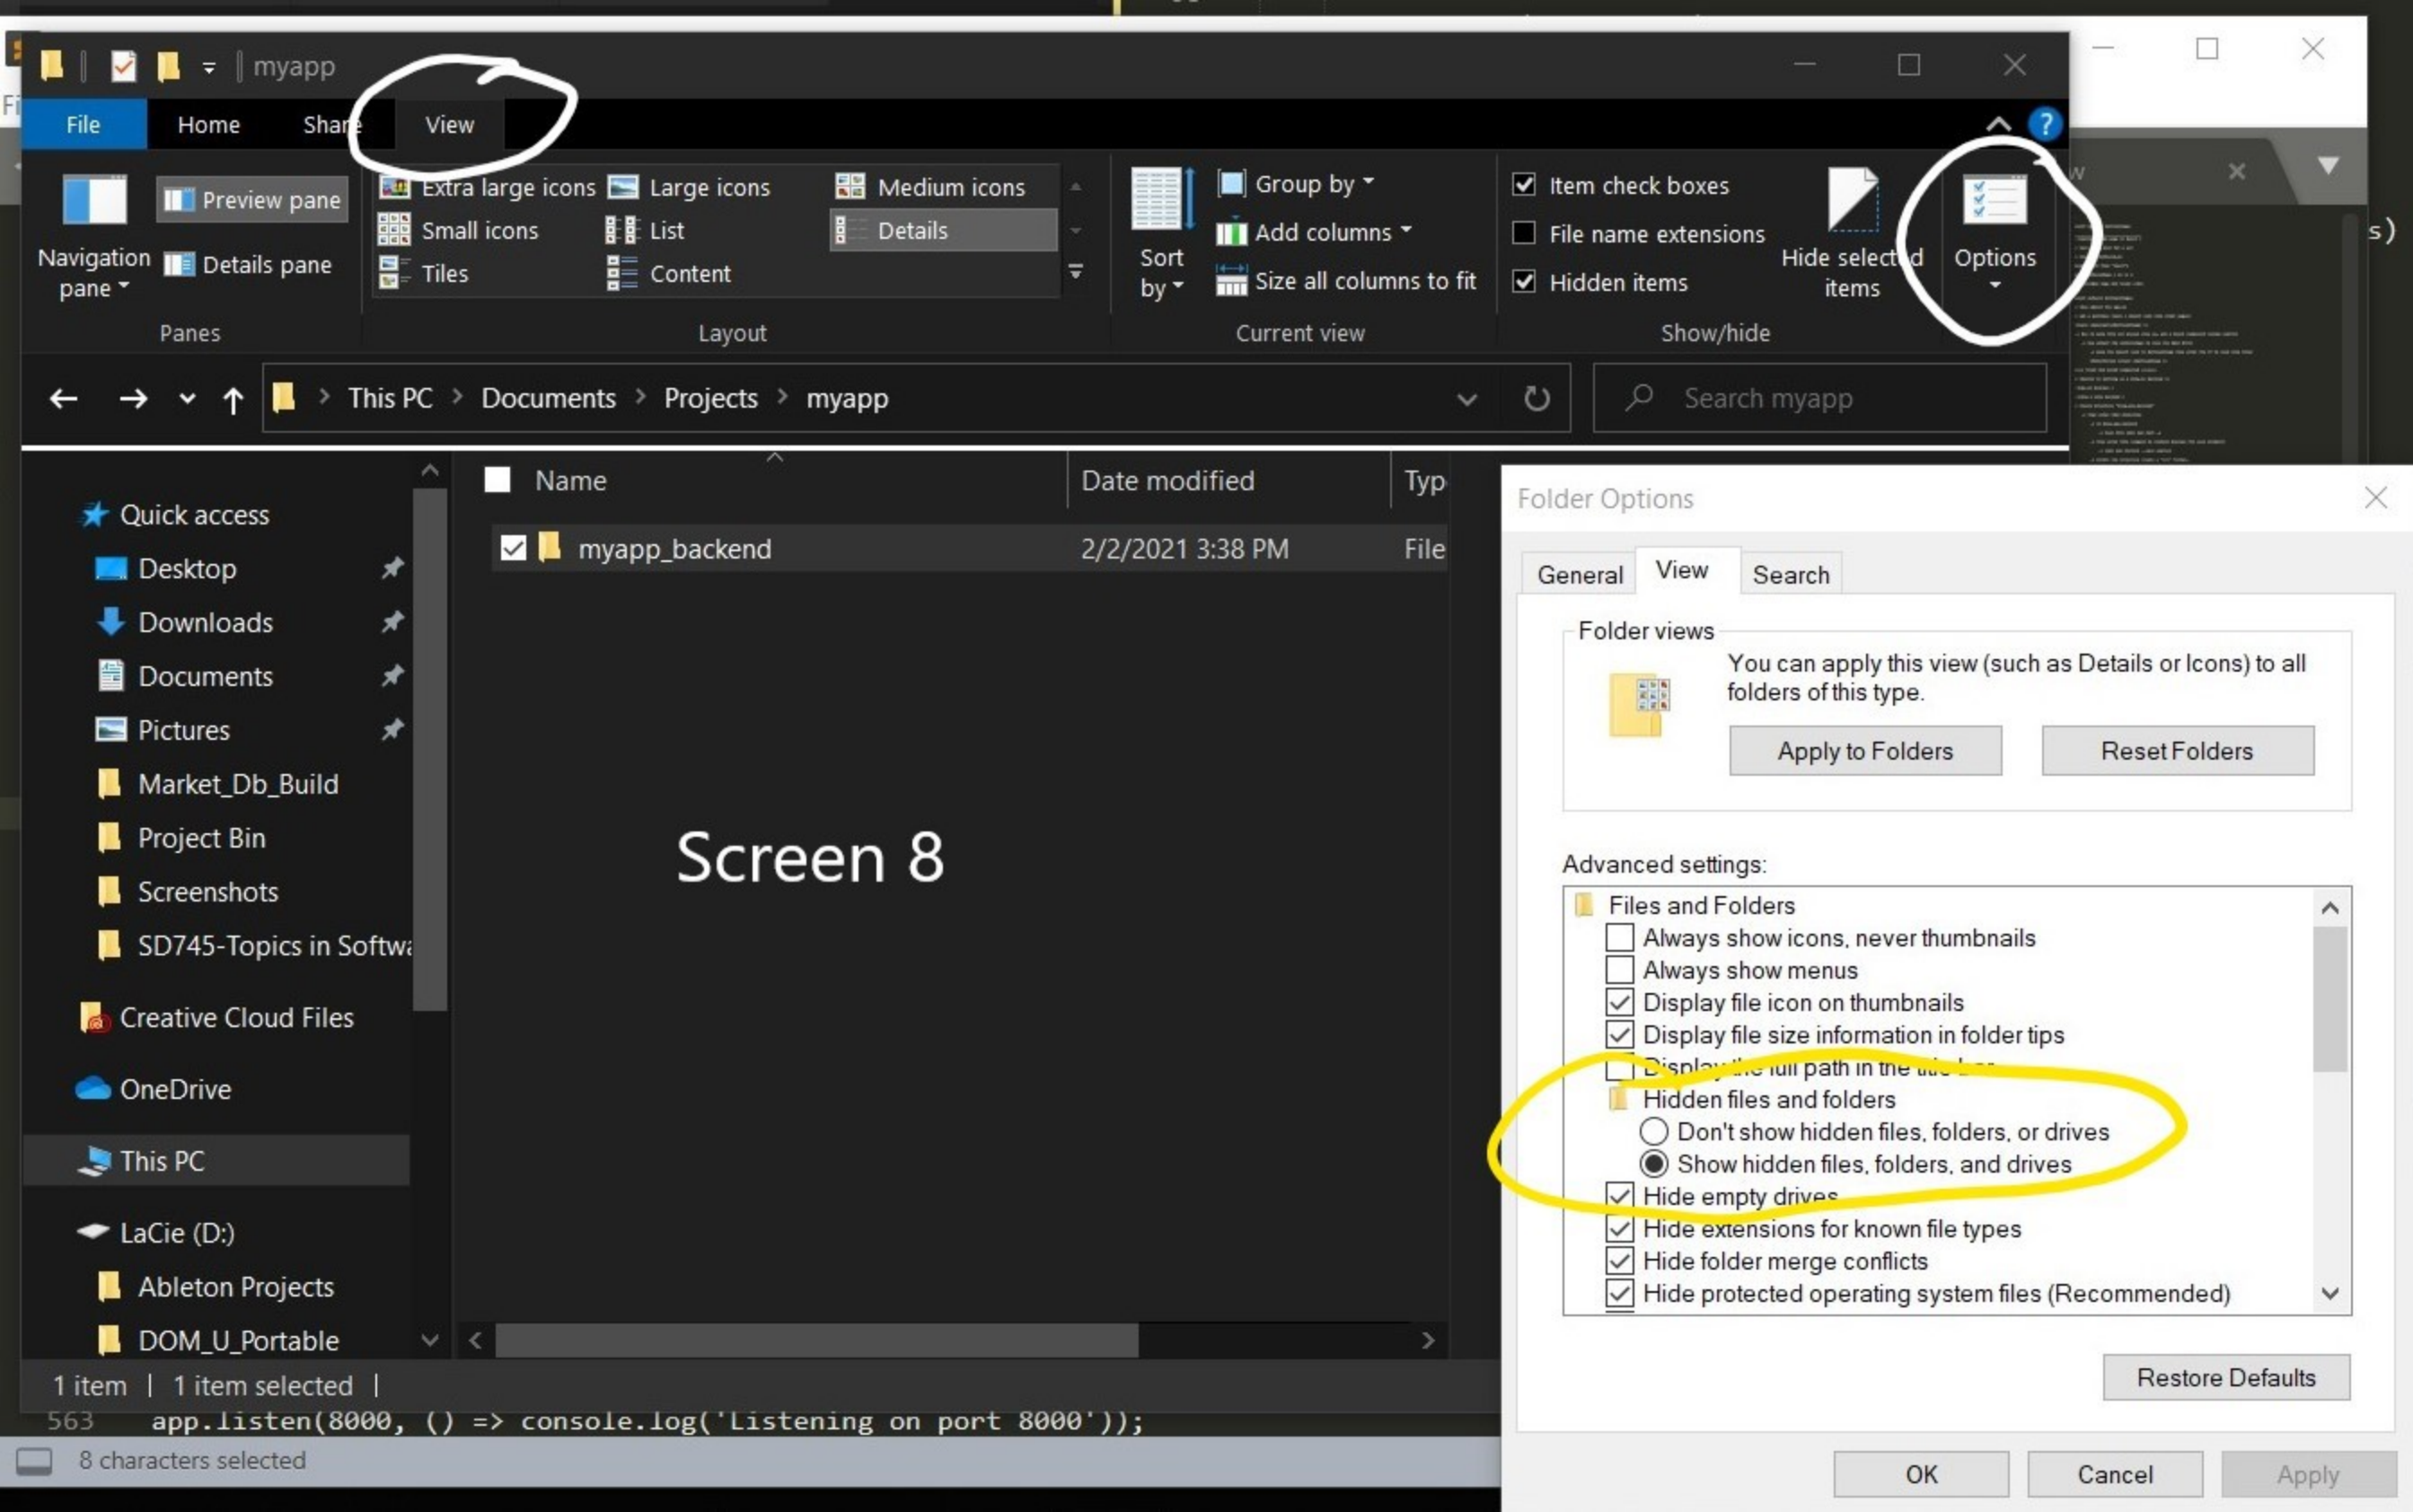 myapp
File Home Share View
Preview pane
Details pane
Navigation
pane
Panes
Extra large icons Large icons Medium icons
Small icons List Details
Tiles Content
Layout
Sort
by
Group by
Add columns
Size all columns to fit
Current view
Item check boxes
File name extensions
Hidden items
Hide selected
items
Show/hide
Options
This PC > Documents > Projects > myapp
Search myapp
s)
Quick access
Desktop
Downloads
Documents
Pictures
Market_Db_Build
Project Bin
Screenshots
SD745-Topics in Softwa
Creative Cloud Files
OneDrive
This PC
LaCie (D:)
Ableton Projects
DOM_U_Portable
Name Date modified Typ
myapp_backend 2/2/2021 3:38 PM File
Screen 8
1 item | 1 item selected |
563 app.listen(8000, () => console.log('Listening on port 8000'));
8 characters selected
Folder Options
General View Search
Folder views
You can apply this view (such as Details or Icons) to all
folders of this type.
Apply to Folders Reset Folders
Advanced settings:
Files and Folders
Always show icons, never thumbnails
Always show menus
Display file icon on thumbnails
Display file size information in folder tips
Display the full path in the title bar
Hidden files and folders
Don't show hidden files, folders, or drives
Show hidden files, folders, and drives
Hide empty drives
Hide extensions for known file types
Hide folder merge conflicts
Hide protected operating system files (Recommended)
Restore Defaults
OK Cancel Apply